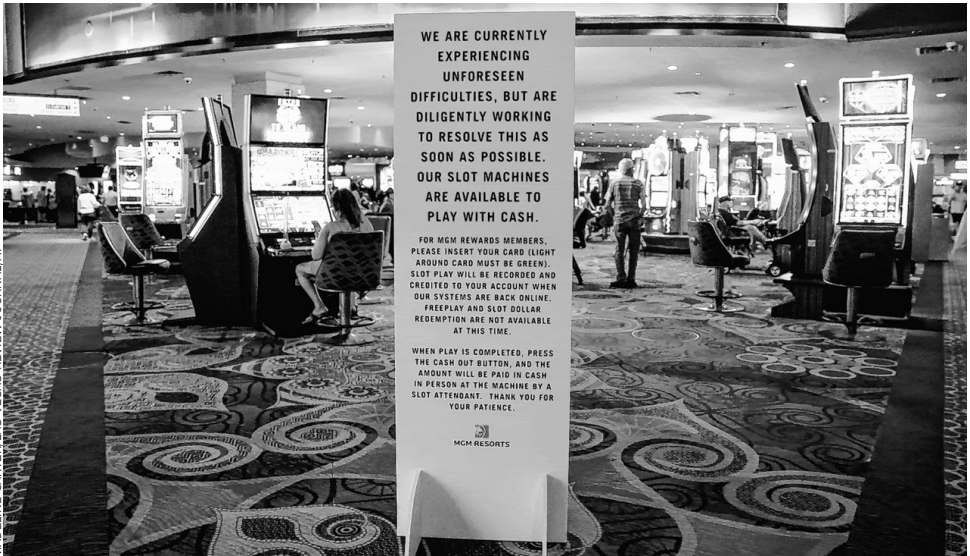 WE ARE CURRENTLY
EXPERIENCING
UNFORESEEN
DIFFICULTIES, BUT ARE
DILIGENTLY WORKING
TO RESOLVE THIS AS
SOON AS POSSIBLE.
OUR SLOT MACHINES
ARE AVAILABLE TO
PLAY WITH CASH.
FOR MGM REWARDS MEMBERS,
PLEASE INSERT YOUR CARD (LIGHT
AROUND CARD MUST BE GREEN).
SLOT PLAY WILL BE RECORDED AND
CREDITED TO YOUR ACCOUNT WHEN
OUR SYSTEMS ARE BACK ONLINE.
FREEPLAY AND SLOT DOLLAR
REDEMPTION ARE NOT AVAILABLE
AT THIS TIME.
WHEN PLAY IS COMPLETED, PRESS
THE CASH OUT BUTTON, AND THE
AMOUNT WILL BE PAID IN CASH
IN PERSON AT THE MACHINE BY A
SLOT ATTENDANT. THANK YOU FOR
YOUR PATIENCE.
MGM RESORTS